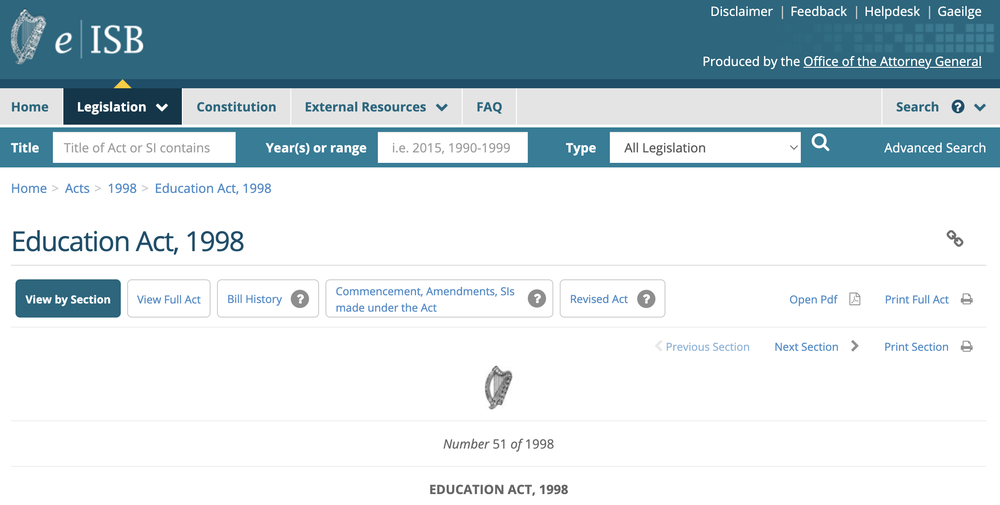 e | ISB
Disclaimer | Feedback | Helpdesk | Gaeilge
Produced by the Office of the Attorney General
Home Legislation Constitution External Resources FAQ Search ?
Title Title of Act or SI contains Year(s) or range i.e. 2015, 1990-1999 Type All Legislation Advanced Search
Home > Acts > 1998 > Education Act, 1998
Education Act, 1998
View by Section View Full Act Bill History ? Commencement, Amendments, SIs
made under the Act ? Revised Act ? Open Pdf Print Full Act
Previous Section Next Section Print Section
Number 51 of 1998
EDUCATION ACT, 1998